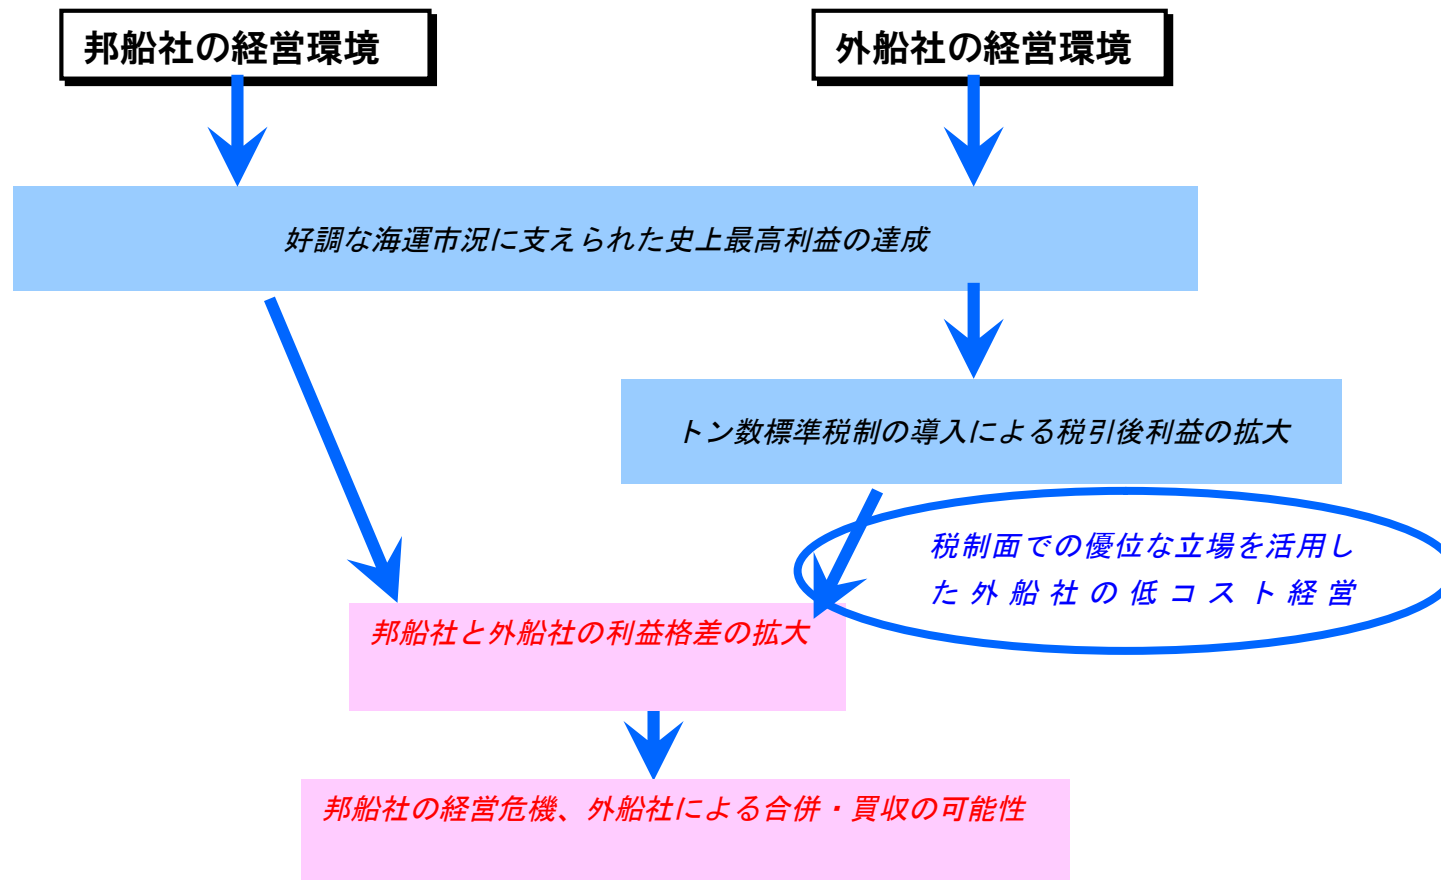 邦船社の経営環境
外船社の経営環境
好調な海運市況に支えられた史上最高利益の達成
トン数標準税制の導入による税引後利益の拡大
税制面での優位な立場を活用し
た外船社の低コスト経営
邦船社と外船社の利益格差の拡大
邦船社の経営危機、外船社による合併・買収の可能性